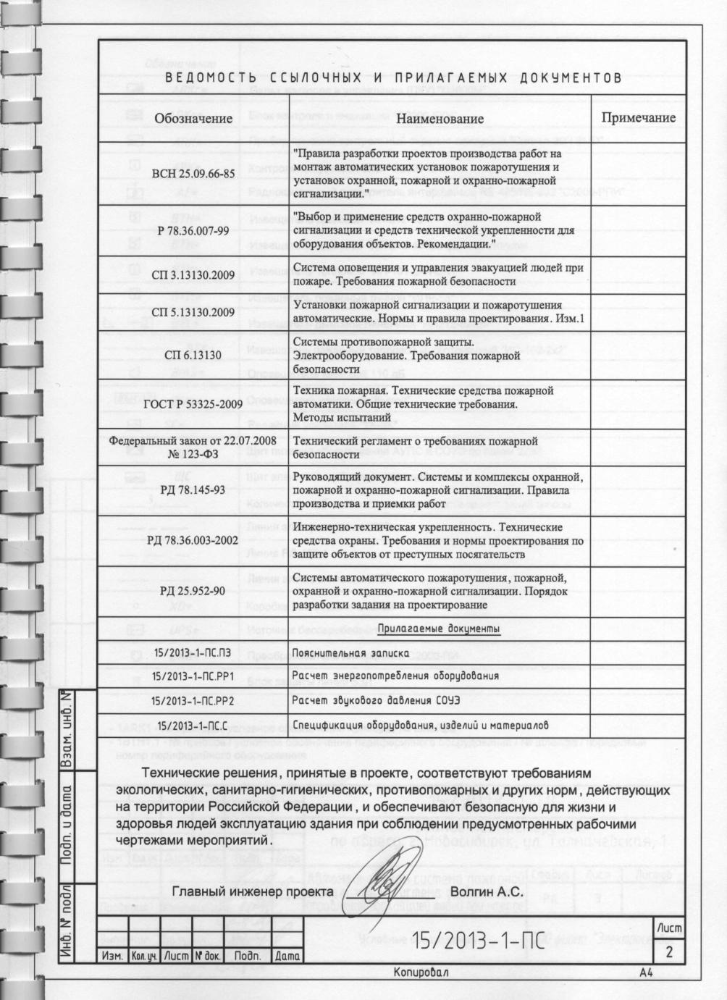 ВЕДОМОСТЬ ССЫЛОЧНЫХ И ПРИЛАГАЕМЫХ ДОКУМЕНТОВ
Обозначение Наименование Примечание
ВСН 25.09.66-85
"Правила разработки проектов производства работ на
монтаж автоматических установок пожаротушения и
установок охранной, пожарной и охранно-пожарной
сигнализации."
Р 78.36.007-99
"Выбор и применение средств охранно-пожарной
сигнализации и средств технической укрепленности для
оборудования объектов. Рекомендации."
СП 3.13130.2009
Система оповещения и управления эвакуацией людей при
пожаре. Требования пожарной безопасности
СП 5.13130.2009
Установки пожарной сигнализации и пожаротушения
автоматические. Нормы и правила проектирования. Изм.1
СП 6.13130
Системы противопожарной защиты.
Электрооборудование. Требования пожарной
безопасности
ГОСТ Р 53325-2009
Техника пожарная. Технические средства пожарной
автоматики. Общие технические требования.
Методы испытаний
Федеральный закон от 22.07.2008
№ 123-ФЗ
Технический регламент о требованиях пожарной
безопасности
РД 78.145-93
Руководящий документ. Системы и комплексы охранной,
пожарной и охранно-пожарной сигнализации. Правила
производства и приемки работ
РД 78.36.003-2002
Инженерно-техническая укрепленность. Технические
средства охраны. Требования и нормы проектирования по
защите объектов от преступных посягательств
РД 25.952-90
Системы автоматического пожаротушения, пожарной,
охранной и охранно-пожарной сигнализации. Порядок
разработки задания на проектирование
Прилагаемые документы
15/2013-1-ПС.ПЗ Пояснительная записка
15/2013-1-ПС.РР1 Расчет энергопотребления оборудования
15/2013-1-ПС.РР2 Расчет звукового давления СОУЭ
15/2013-1-ПС.С Спецификация оборудования, изделий и материалов
Технические решения, принятые в проекте, соответствуют требованиям
экологических, санитарно-гигиенических, противопожарных и других норм, действующих
на территории Российской Федерации, и обеспечивают безопасную для жизни и
здоровья людей эксплуатацию здания при соблюдении предусмотренных рабочими
чертежами мероприятий.
Главный инженер проекта Волгин А.С.
Взам. инв. №
Подп. и дата
Инв. № подл
Изм. Кол.уч. Лист № док. Подп. Дата
15/2013-1-ПС
Лист
2
Копировал А4